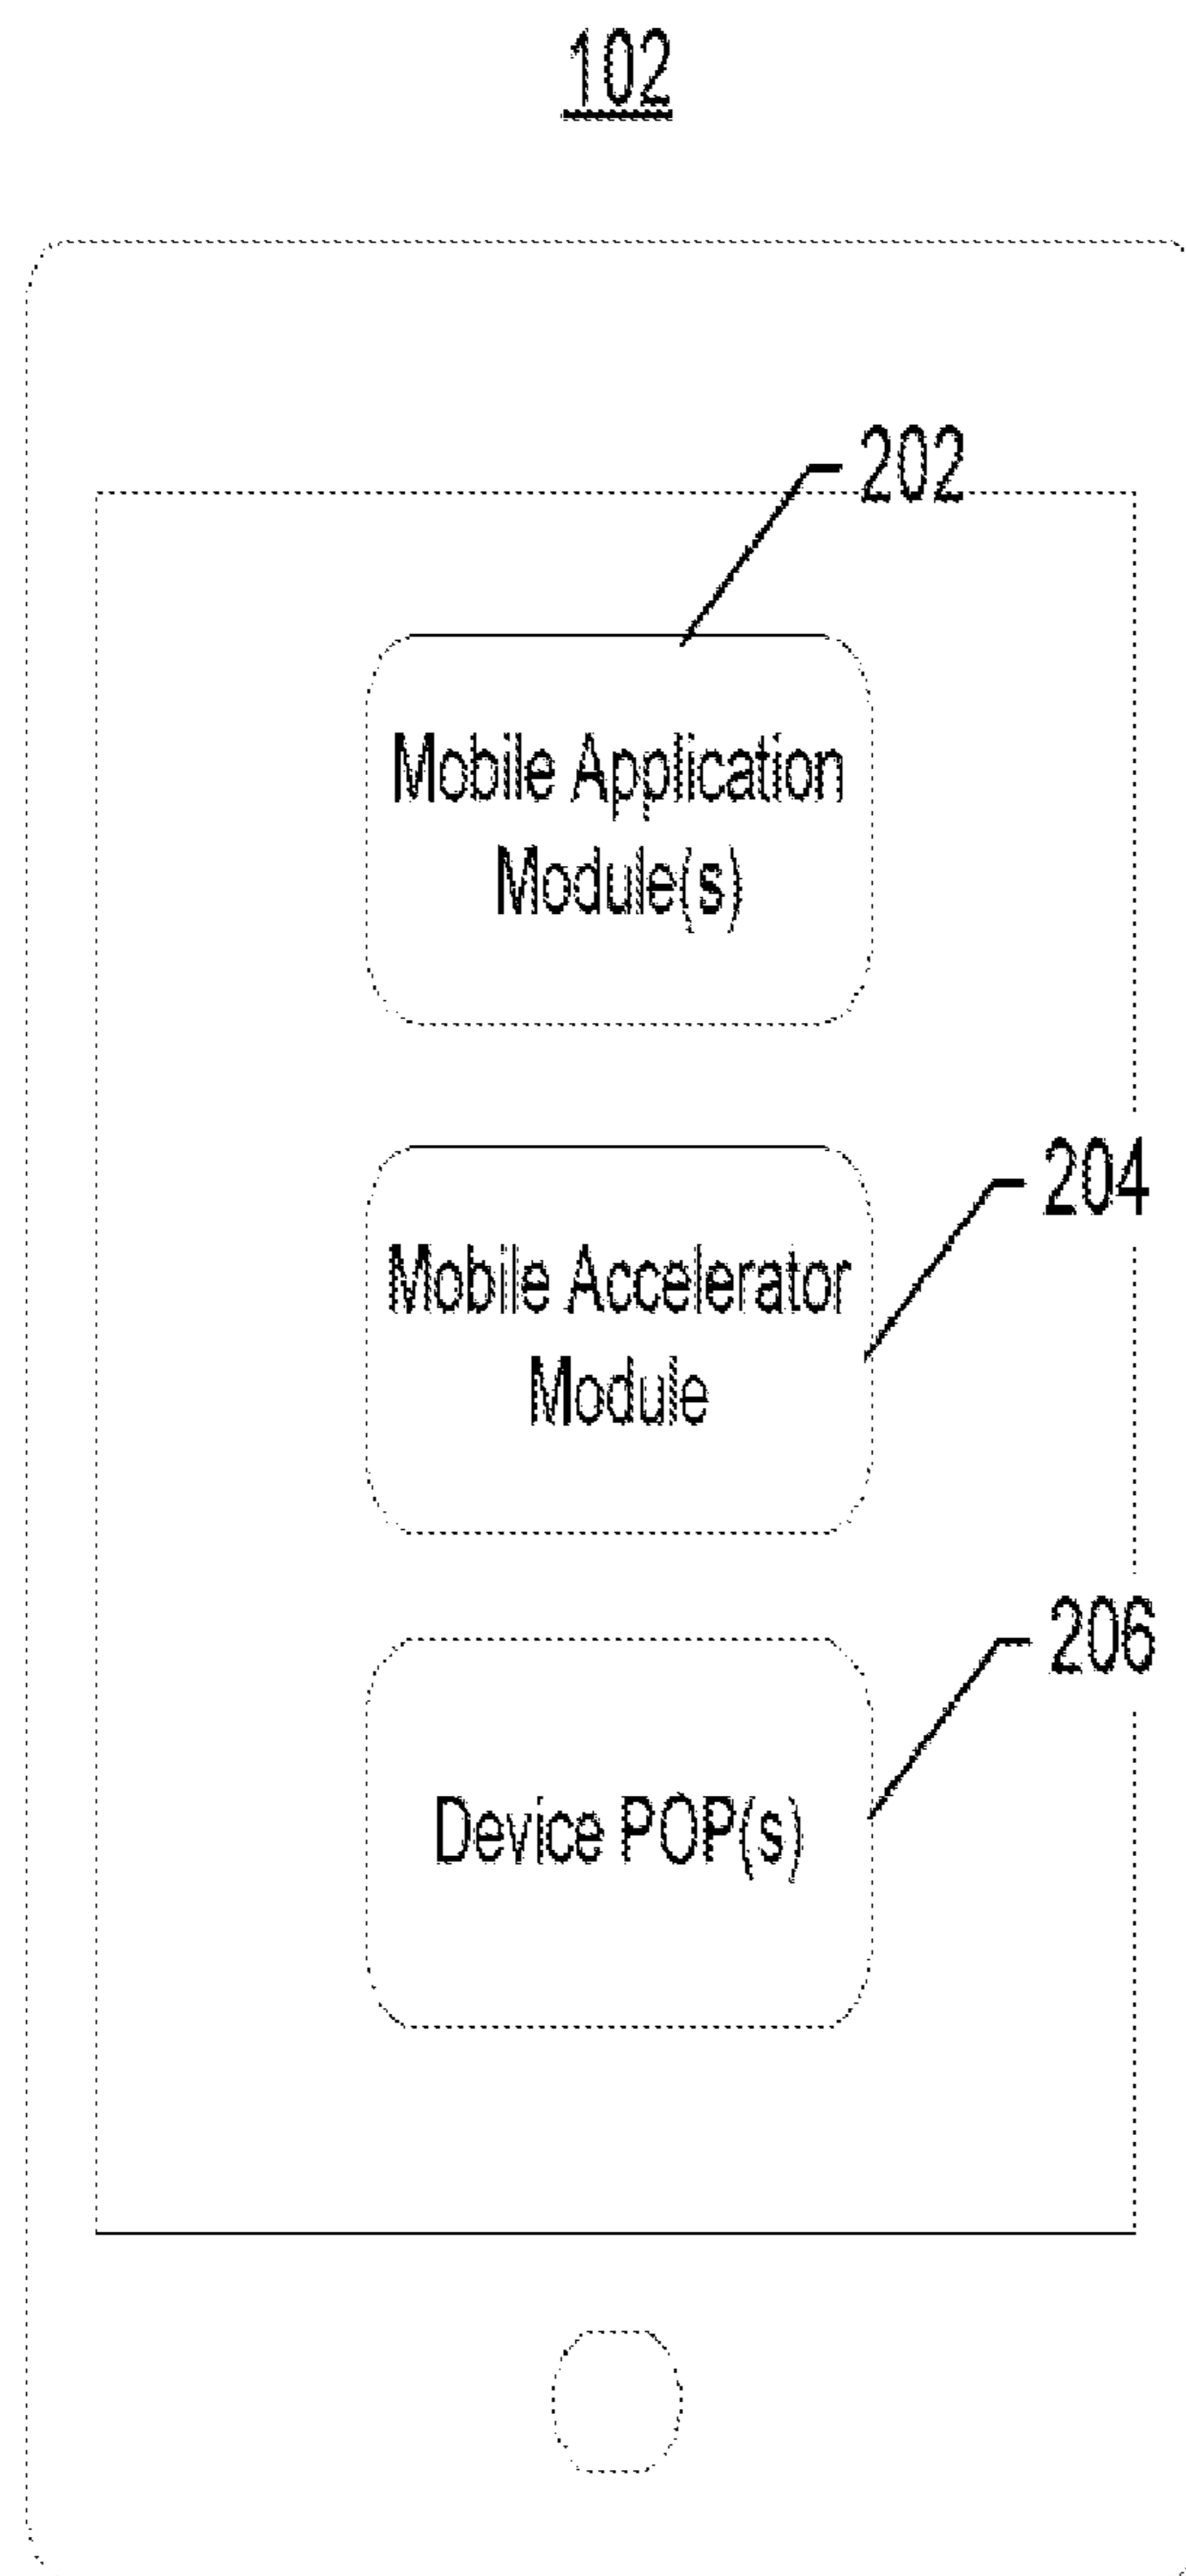 102
202
Mobile Application
Module(s)
204
Mobile Accelerator
Module
206
Device POP(s)